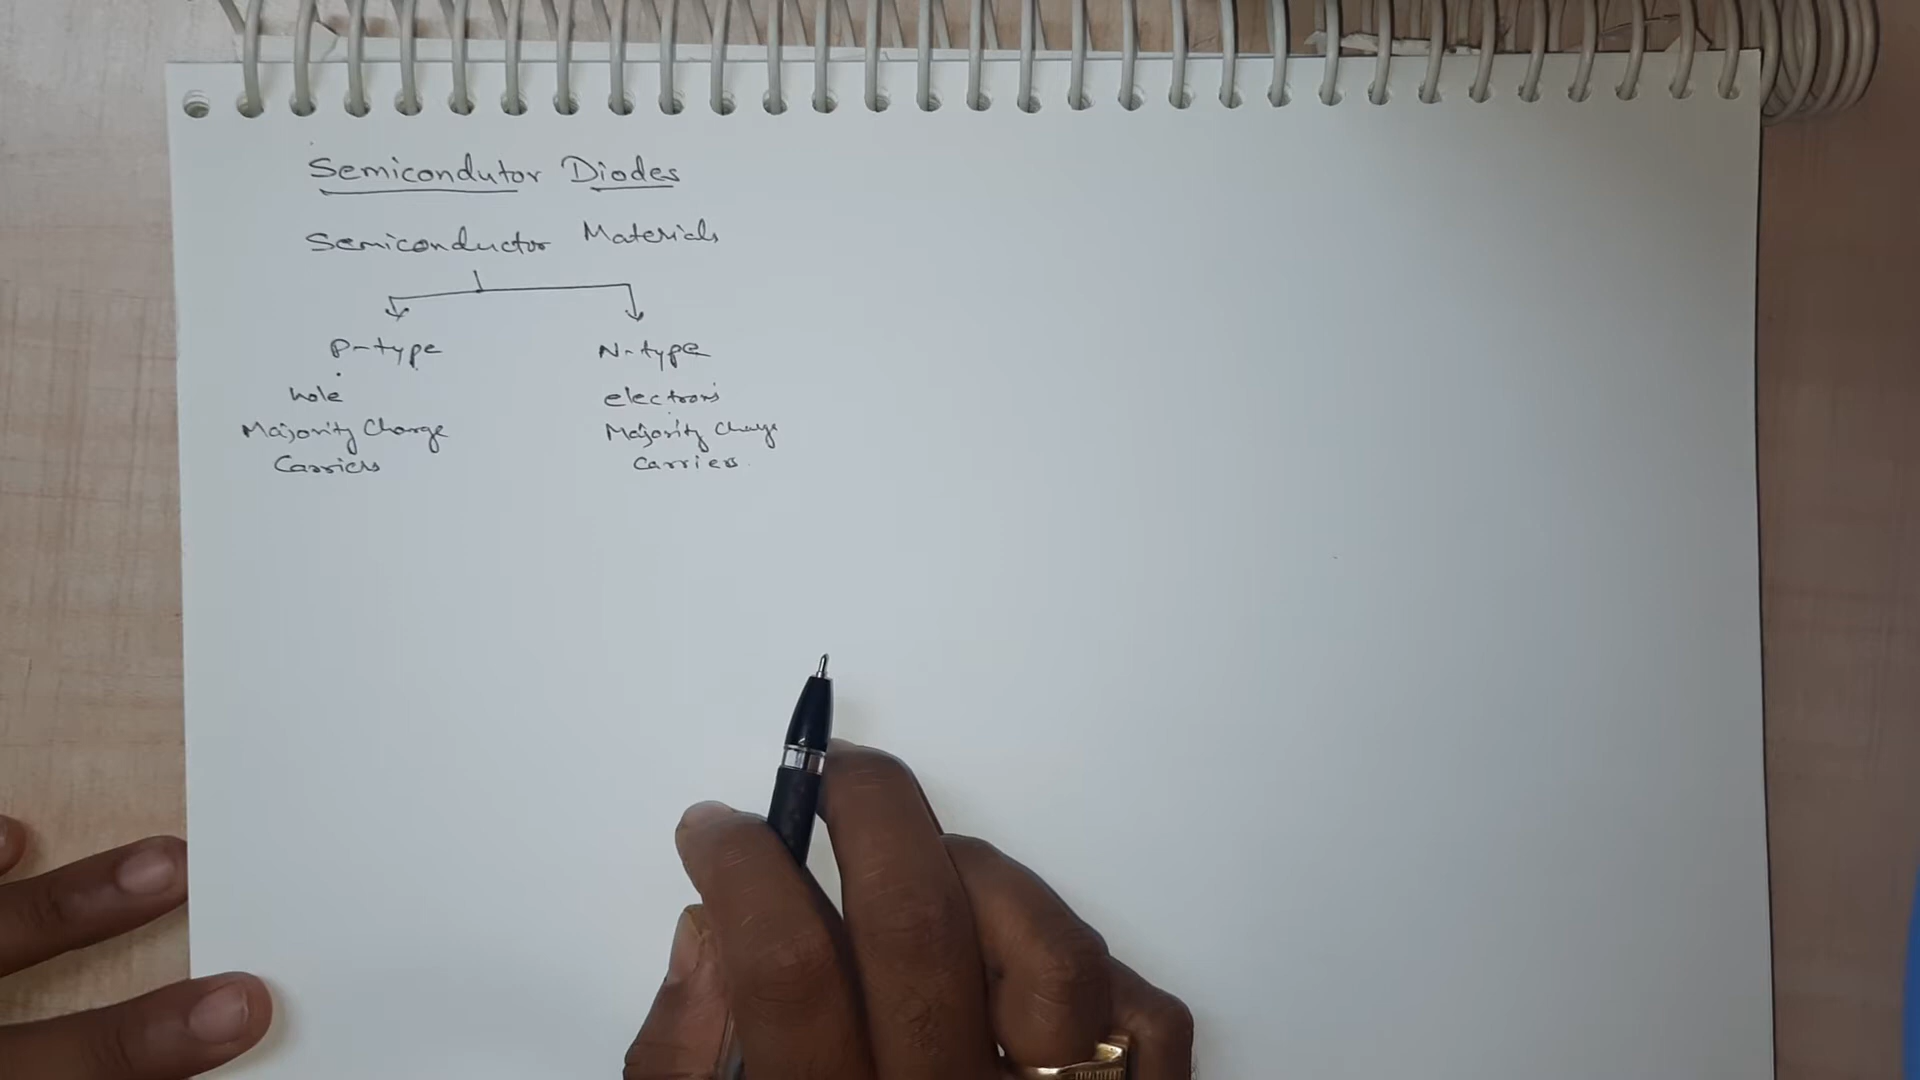 Semicondutor Diodes
Semiconductor Materials
P-type N-type
hole electrons
Majority Charge Majority Charge
Carriers Carriers